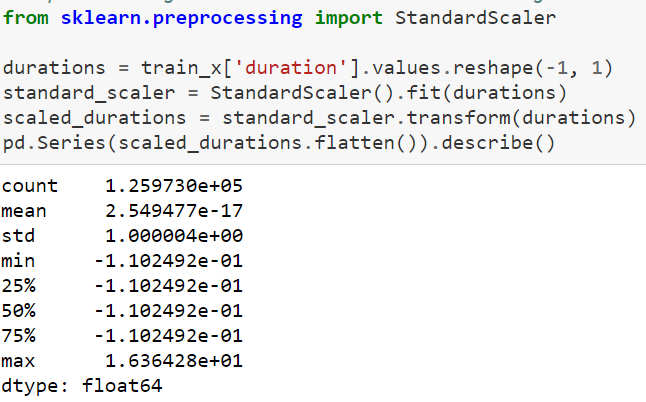 from sklearn.preprocessing import StandardScaler
durations = train_x['duration'].values.reshape(-1, 1)
standard_scaler = StandardScaler().fit(durations)
scaled_durations = standard_scaler.transform(durations)
pd.Series(scaled_durations.flatten()).describe()
count    1.259730e+05
mean     2.549477e-17
std      1.000004e+00
min     -1.102492e-01
25%     -1.102492e-01
50%     -1.102492e-01
75%     -1.102492e-01
max      1.636428e+01
dtype: float64